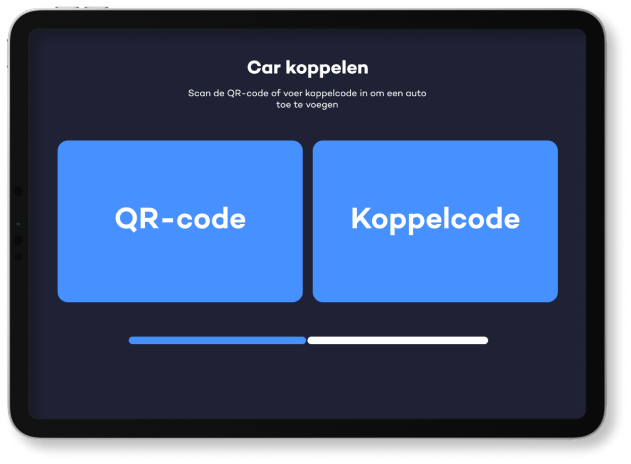 Car koppelen
Scan de QR-code of voer koppelcode in om een auto
toe te voegen
QR-code
Koppelcode